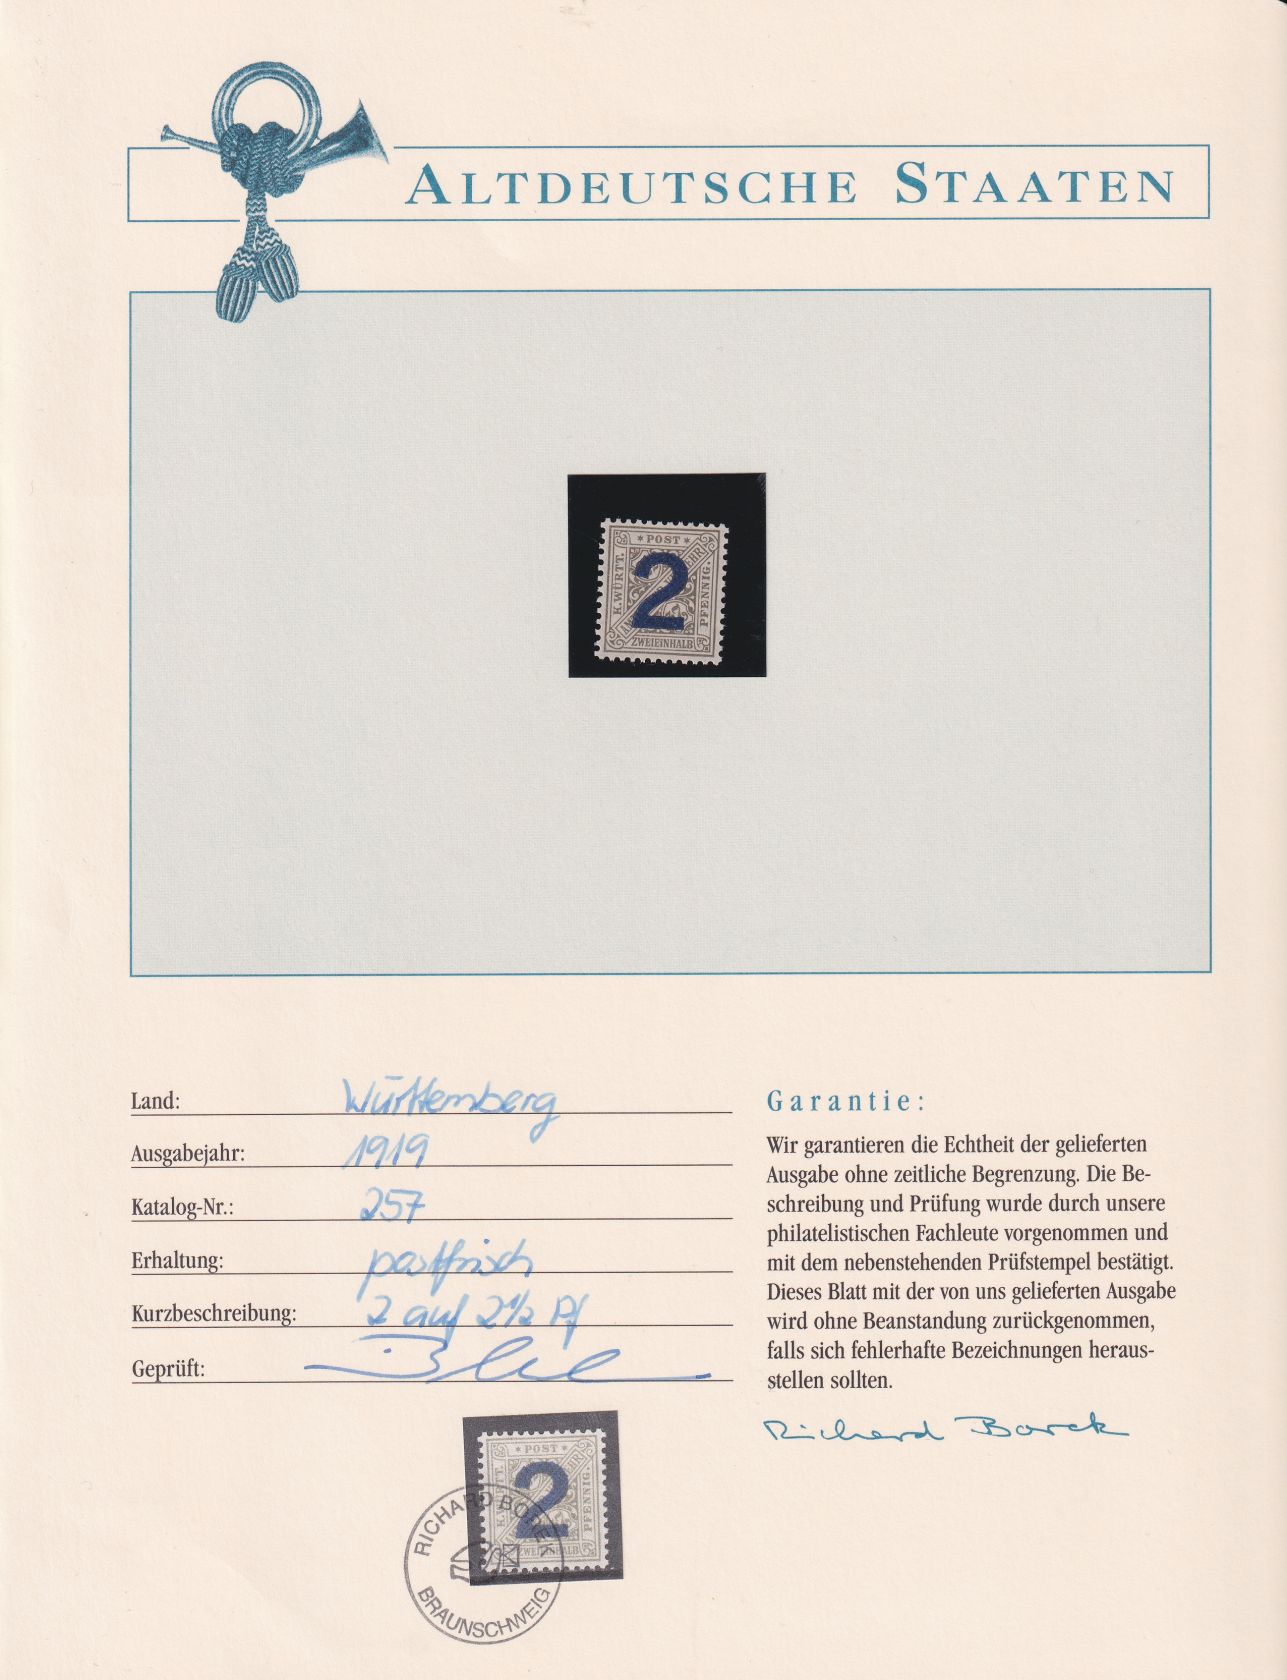 ALTDEUTSCHE STAATEN
* POST *
K. WÜRTT.
PFENNIG.
2
ZWEIEINHALB
Land: Württemberg
Ausgabejahr: 1919
Katalog-Nr.: 257
Erhaltung: postfrisch
Kurzbeschreibung: 2 auf 2 1/2 Pf
Geprüft:
Garantie:
Wir garantieren die Echtheit der gelieferten
Ausgabe ohne zeitliche Begrenzung. Die Be-
schreibung und Prüfung wurde durch unsere
philatelistischen Fachleute vorgenommen und
mit dem nebenstehenden Prüfstempel bestätigt.
Dieses Blatt mit der von uns gelieferten Ausgabe
wird ohne Beanstandung zurückgenommen,
falls sich fehlerhafte Bezeichnungen heraus-
stellen sollten.
Richard Borek
* POST *
PFENNIG.
2
ZWEIEINHALB
RICHARD BOREK
BRAUNSCHWEIG